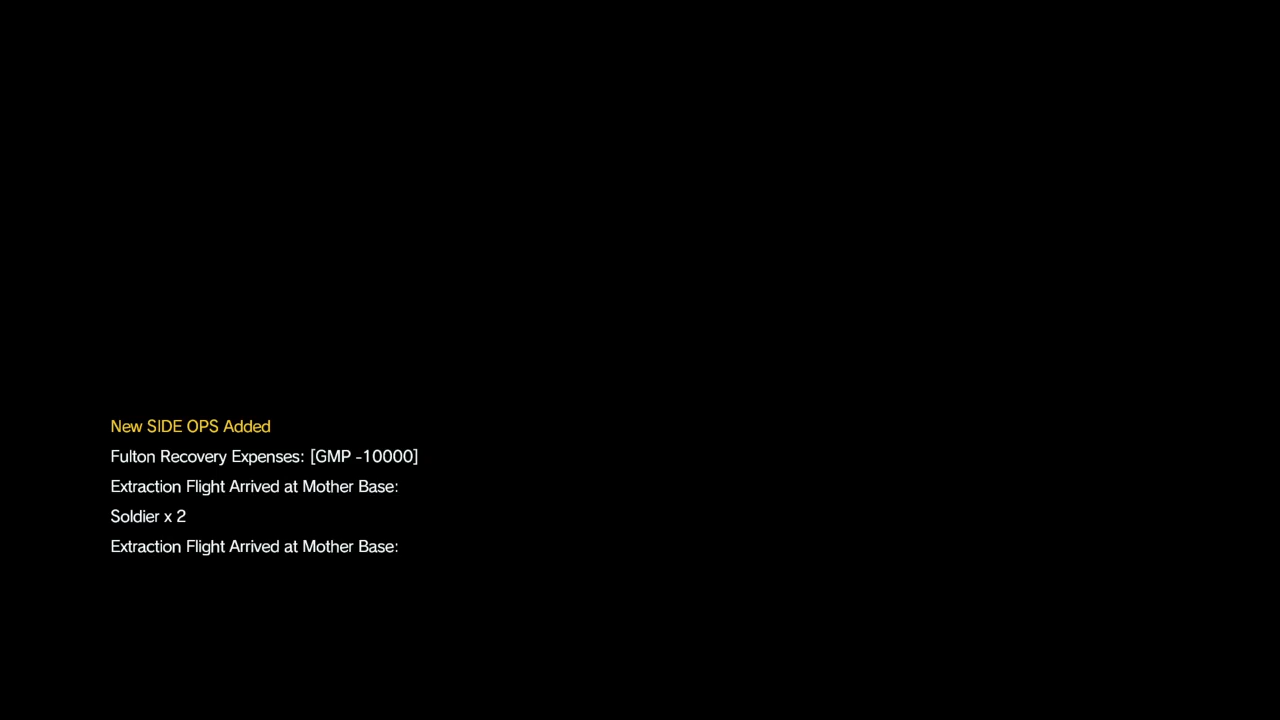 New SIDE OPS Added
Fulton Recovery Expenses: [GMP -10000]
Extraction Flight Arrived at Mother Base:
Soldier x 2
Extraction Flight Arrived at Mother Base: